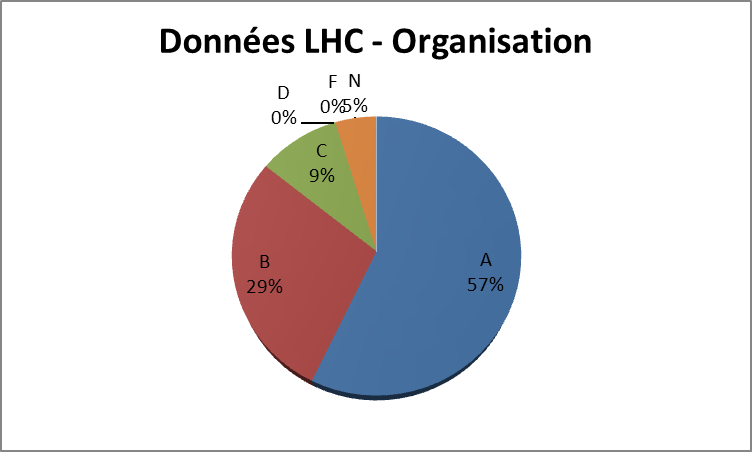 Données LHC - Organisation
D
0%
F
0%
N
5%
C
9%
B
29%
A
57%